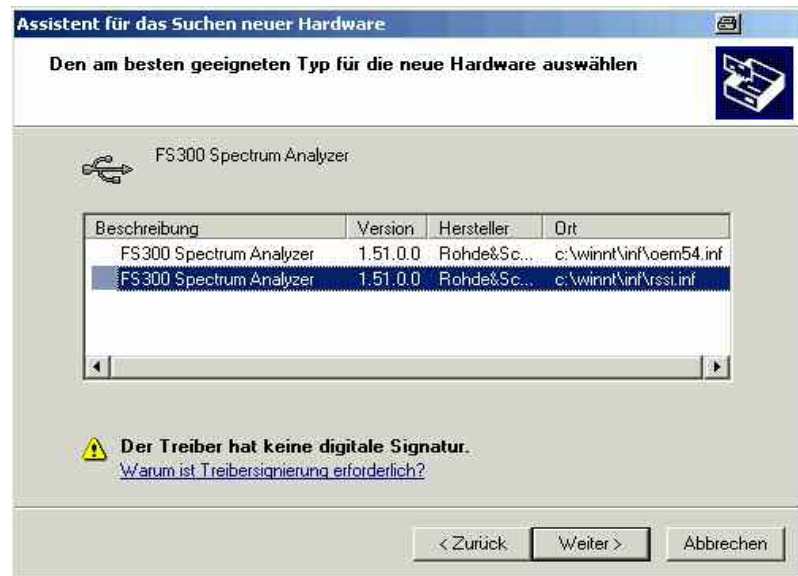 Assistent für das Suchen neuer Hardware
Den am besten geeigneten Typ für die neue Hardware auswählen
FS300 Spectrum Analyzer
Beschreibung Version Hersteller Ort
FS300 Spectrum Analyzer 1.51.0.0 Rohde&Sc... c:\winnt\inf\oem54.inf
FS300 Spectrum Analyzer 1.51.0.0 Rohde&Sc... c:\winnt\inf\rssi.inf
Der Treiber hat keine digitale Signatur.
Warum ist Treibersignierung erforderlich?
< Zurück Weiter > Abbrechen